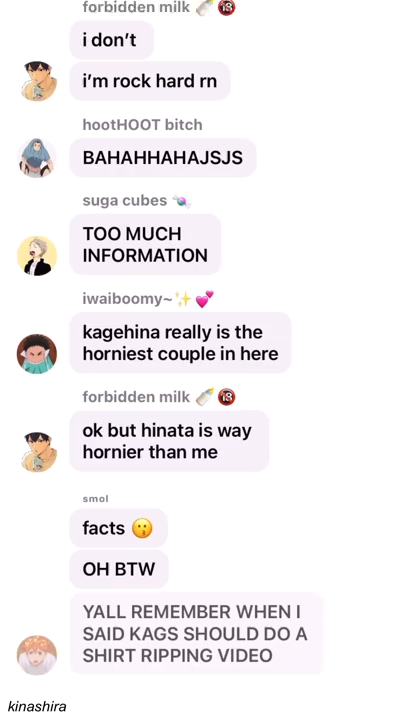 forbidden milk 🍼🔞
i don't
i'm rock hard rn
hootHOOT bitch
BAHAHHAHAJSJS
suga cubes 🍬
TOO MUCH
INFORMATION
iwaiboomy~✨💕
kagehina really is the
horniest couple in here
forbidden milk 🍼🔞
ok but hinata is way
hornier than me
smol
facts 😗
OH BTW
YALL REMEMBER WHEN I
SAID KAGS SHOULD DO A
SHIRT RIPPING VIDEO
kinashira